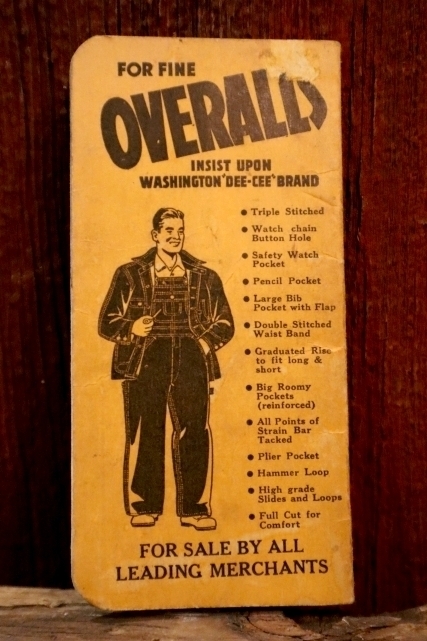 FOR FINE
OVERALLS
INSIST UPON
WASHINGTON "DEE-CEE" BRAND
• Triple Stitched
• Watch chain
Button Hole
• Safety Watch
Pocket
• Pencil Pocket
• Large Bib
Pocket with Flap
• Double Stitched
Waist Band
• Graduated Rise
to fit long &
short
• Big Roomy
Pockets
(reinforced)
• All Points of
Strain Bar
Tacked
• Plier Pocket
• Hammer Loop
• High grade
Slides and Loops
• Full Cut for
Comfort
FOR SALE BY ALL
LEADING MERCHANTS